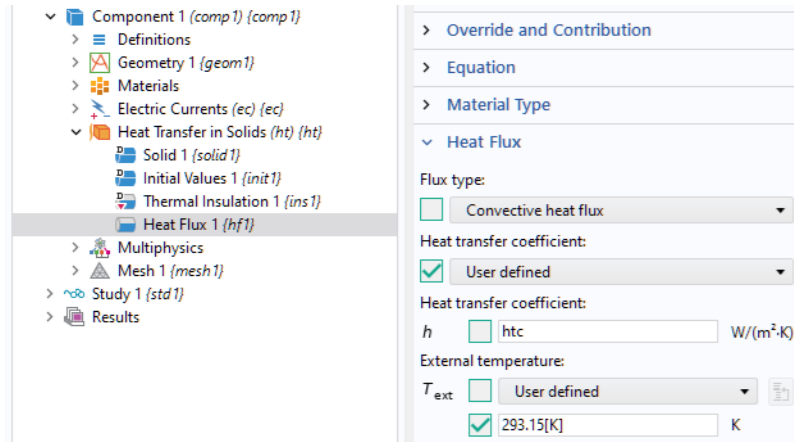 Component 1 (comp1) {comp1}
Definitions
Geometry 1 {geom1}
Materials
Electric Currents (ec) {ec}
Heat Transfer in Solids (ht) {ht}
Solid 1 {solid1}
Initial Values 1 {init1}
Thermal Insulation 1 {ins1}
Heat Flux 1 {hf1}
Multiphysics
Mesh 1 {mesh1}
Study 1 {std1}
Results
Override and Contribution
Equation
Material Type
Heat Flux
Flux type:
Convective heat flux
Heat transfer coefficient:
User defined
Heat transfer coefficient:
h htc W/(m²·K)
External temperature:
Text User defined
293.15[K] K